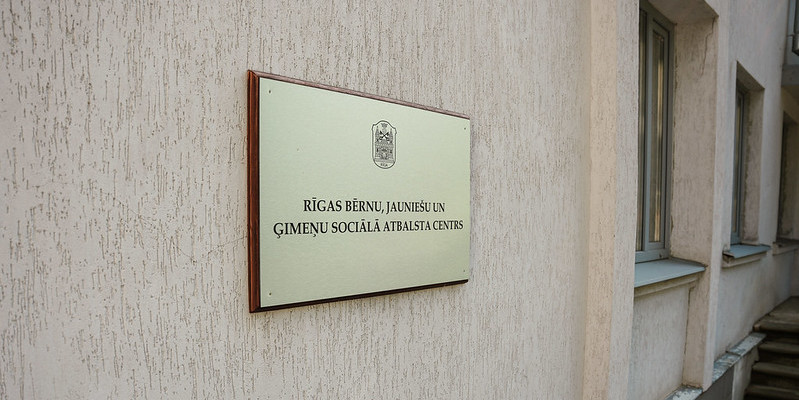 RĪGAS BĒRNU, JAUNIEŠU UN
ĢIMEŅU SOCIĀLĀ ATBALSTA CENTRS